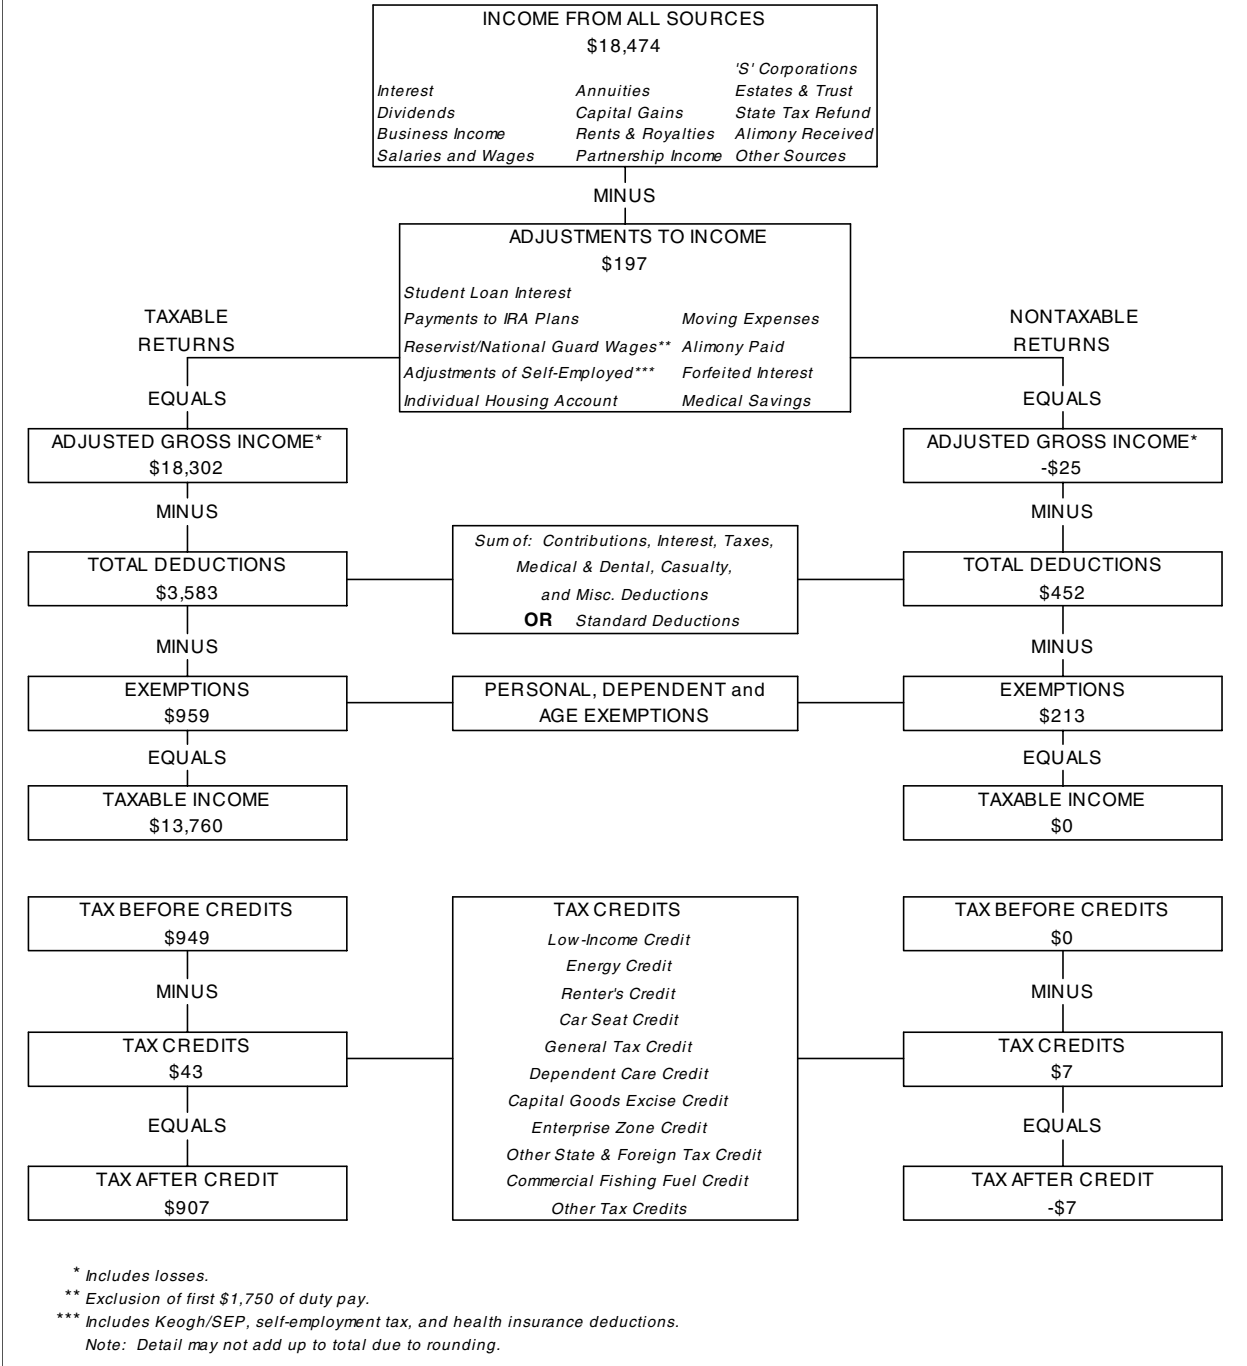 INCOME FROM ALL SOURCES
$18,474
'S' Corporations
Interest Annuities Estates & Trust
Dividends Capital Gains State Tax Refund
Business Income Rents & Royalties Alimony Received
Salaries and Wages Partnership Income Other Sources
MINUS
ADJUSTMENTS TO INCOME
$197
Student Loan Interest
Payments to IRA Plans Moving Expenses
Reservist/National Guard Wages** Alimony Paid
Adjustments of Self-Employed*** Forfeited Interest
Individual Housing Account Medical Savings
TAXABLE
RETURNS
EQUALS
ADJUSTED GROSS INCOME*
$18,302
MINUS
TOTAL DEDUCTIONS
$3,583
MINUS
EXEMPTIONS
$959
EQUALS
TAXABLE INCOME
$13,760
Sum of: Contributions, Interest, Taxes,
Medical & Dental, Casualty,
and Misc. Deductions
OR Standard Deductions
PERSONAL, DEPENDENT and
AGE EXEMPTIONS
NONTAXABLE
RETURNS
EQUALS
ADJUSTED GROSS INCOME*
-$25
MINUS
TOTAL DEDUCTIONS
$452
MINUS
EXEMPTIONS
$213
EQUALS
TAXABLE INCOME
$0
TAX BEFORE CREDITS
$949
MINUS
TAX CREDITS
$43
EQUALS
TAX AFTER CREDIT
$907
TAX CREDITS
Low-Income Credit
Energy Credit
Renter's Credit
Car Seat Credit
General Tax Credit
Dependent Care Credit
Capital Goods Excise Credit
Enterprise Zone Credit
Other State & Foreign Tax Credit
Commercial Fishing Fuel Credit
Other Tax Credits
TAX BEFORE CREDITS
$0
MINUS
TAX CREDITS
$7
EQUALS
TAX AFTER CREDIT
-$7
* Includes losses.
** Exclusion of first $1,750 of duty pay.
*** Includes Keogh/SEP, self-employment tax, and health insurance deductions.
Note: Detail may not add up to total due to rounding.